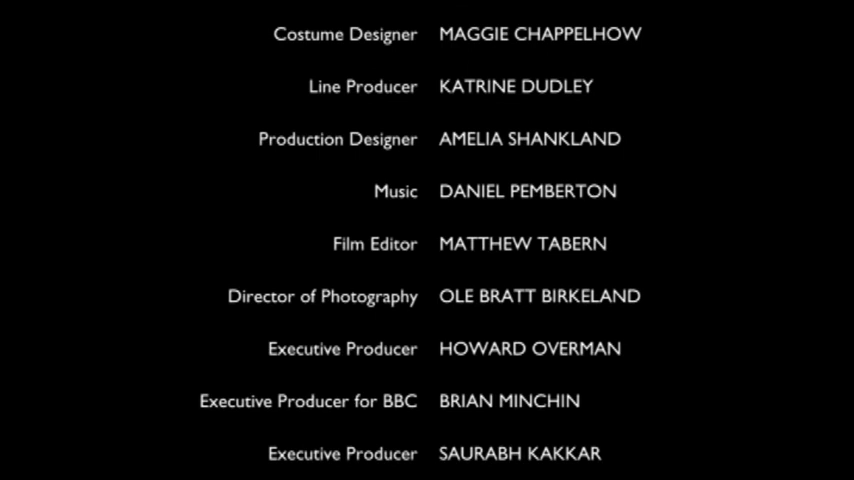 Costume Designer MAGGIE CHAPPELHOW
Line Producer KATRINE DUDLEY
Production Designer AMELIA SHANKLAND
Music DANIEL PEMBERTON
Film Editor MATTHEW TABERN
Director of Photography OLE BRATT BIRKELAND
Executive Producer HOWARD OVERMAN
Executive Producer for BBC BRIAN MINCHIN
Executive Producer SAURABH KAKKAR